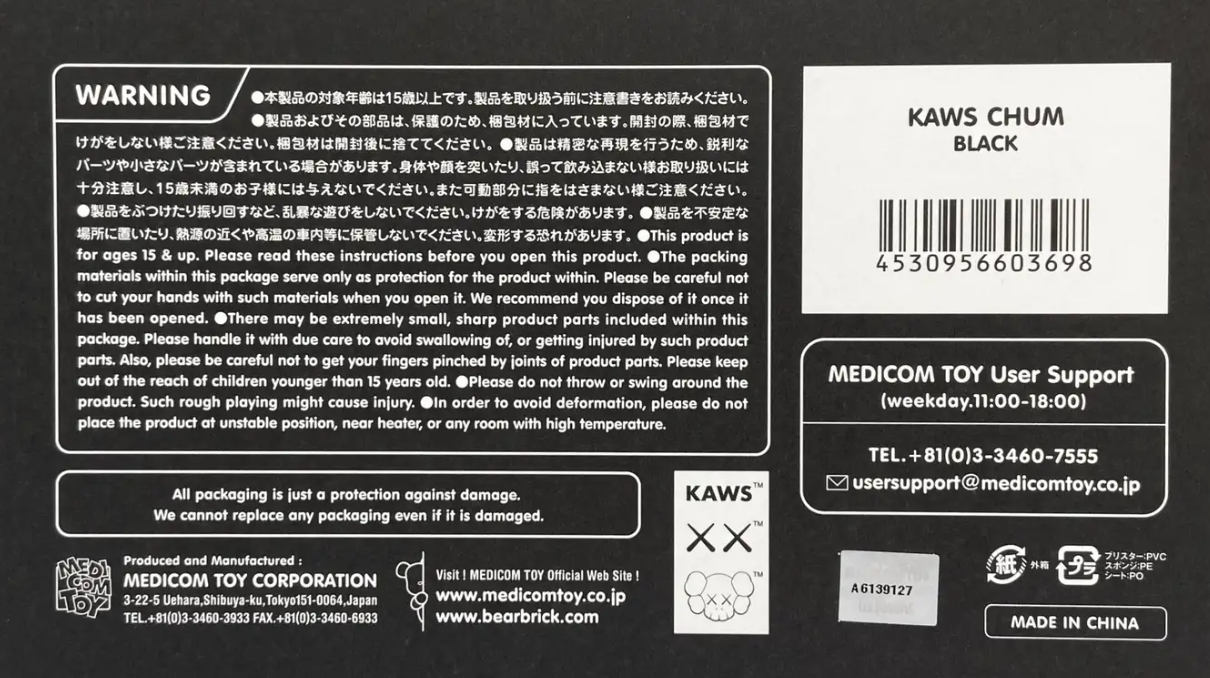 WARNING
●本製品の対象年齢は15歳以上です。製品を取り扱う前に注意書きをお読みください。
●製品およびその部品は、保護のため、梱包材に入っています。開封の際、梱包材で
けがをしない様ご注意ください。梱包材は開封後に捨ててください。 ●製品は精密な再現を行うため、鋭利な
パーツや小さなパーツが含まれている場合があります。身体や顔を突いたり、誤って飲み込まない様お取り扱いには
十分注意し、15歳未満のお子様には与えないでください。また可動部分に指をはさまない様ご注意ください。
●製品をぶつけたり振り回すなど、乱暴な遊びをしないでください。けがをする危険があります。 ●製品を不安定な
場所に置いたり、熱源の近くや高温の車内等に保管しないでください。変形する恐れがあります。 ●This product is
for ages 15 & up. Please read these instructions before you open this product. ●The packing
materials within this package serve only as protection for the product within. Please be careful not
to cut your hands with such materials when you open it. We recommend you dispose of it once it
has been opened. ●There may be extremely small, sharp product parts included within this
package. Please handle it with due care to avoid swallowing of, or getting injured by such product
parts. Also, please be careful not to get your fingers pinched by joints of product parts. Please keep
out of the reach of children younger than 15 years old. ●Please do not throw or swing around the
product. Such rough playing might cause injury. ●In order to avoid deformation, please do not
place the product at unstable position, near heater, or any room with high temperature.
All packaging is just a protection against damage.
We cannot replace any packaging even if it is damaged.
MEDI
COM
TOY
Produced and Manufactured :
MEDICOM TOY CORPORATION
3-22-5 Uehara,Shibuya-ku,Tokyo151-0064,Japan
TEL.+81(0)3-3460-3933 FAX.+81(0)3-3460-6933
Visit ! MEDICOM TOY Official Web Site !
www.medicomtoy.co.jp
www.bearbrick.com
KAWS™
XX™
™
KAWS CHUM
BLACK
4530956603698
MEDICOM TOY User Support
(weekday.11:00-18:00)
TEL.+81(0)3-3460-7555
usersupport@medicomtoy.co.jp
A6139127
紙 外箱
プラ
ブリスター:PVC
スポンジ:PE
シート:PO
MADE IN CHINA